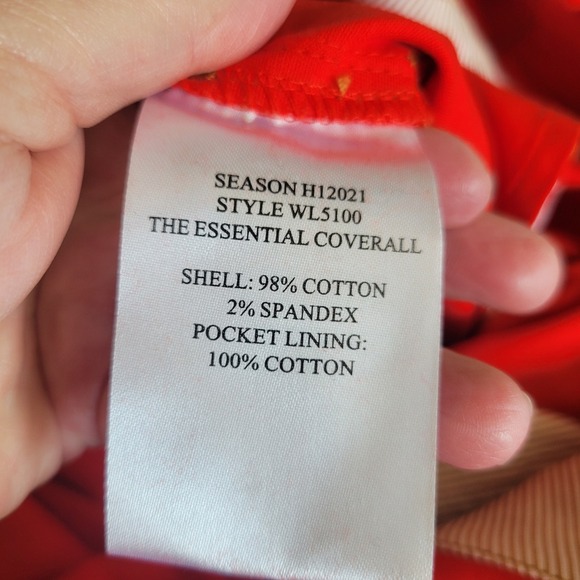 SEASON H12021
STYLE WL5100
THE ESSENTIAL COVERALL
SHELL: 98% COTTON
2% SPANDEX
POCKET LINING:
100% COTTON